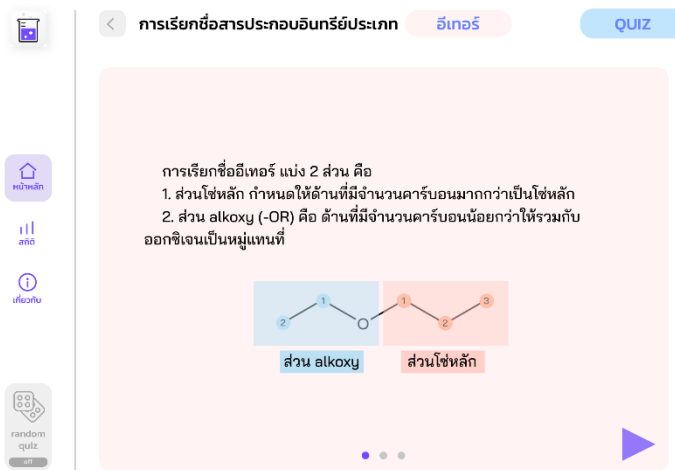 การเรียกชื่อสารประกอบอินทรีย์ประเภท อีเทอร์
QUIZ
หน้าหลัก
สถิติ
เกี่ยวกับ
random
quiz
off
การเรียกชื่ออีเทอร์ แบ่ง 2 ส่วน คือ
1. ส่วนโซ่หลัก กำหนดให้ด้านที่มีจำนวนคาร์บอนมากกว่าเป็นโซ่หลัก
2. ส่วน alkoxy (-OR) คือ ด้านที่มีจำนวนคาร์บอนน้อยกว่าให้รวมกับ
ออกซิเจนเป็นหมู่แทนที่
2 1 O 1 2 3
ส่วน alkoxy ส่วนโซ่หลัก